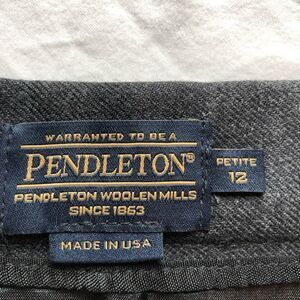 WARRANTED TO BE A
PENDLETON®
PENDLETON WOOLEN MILLS
SINCE 1863
PETITE
12
MADE IN USA